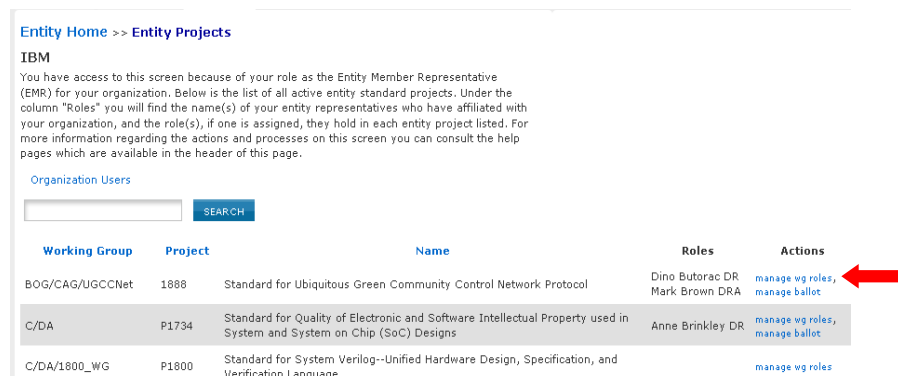 Entity Home >> Entity Projects
IBM
You have access to this screen because of your role as the Entity Member Representative
(EMR) for your organization. Below is the list of all active entity standard projects. Under the
column "Roles" you will find the name(s) of your entity representatives who have affiliated with
your organization, and the role(s), if one is assigned, they hold in each entity project listed. For
more information regarding the actions and processes on this screen you can consult the help
pages which are available in the header of this page.
Organization Users
SEARCH
Working Group Project Name Roles Actions
BOG/CAG/UGCCNet 1888 Standard for Ubiquitous Green Community Control Network Protocol Dino Butorac DR manage wg roles,
Mark Brown DRA manage ballot
C/DA P1734 Standard for Quality of Electronic and Software Intellectual Property used in Anne Brinkley DR manage wg roles,
System and System on Chip (SoC) Designs manage ballot
C/DA/1800_WG P1800 Standard for System Verilog--Unified Hardware Design, Specification, and manage wg roles
Verification Language